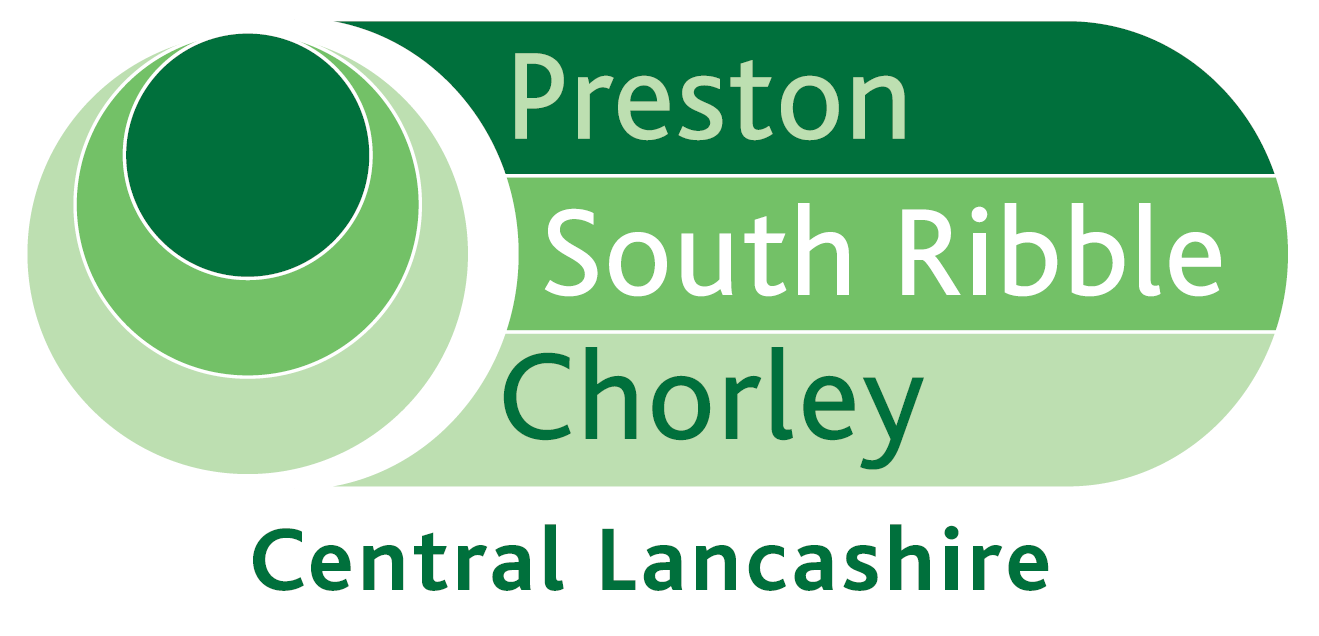 Preston
South Ribble
Chorley
Central Lancashire